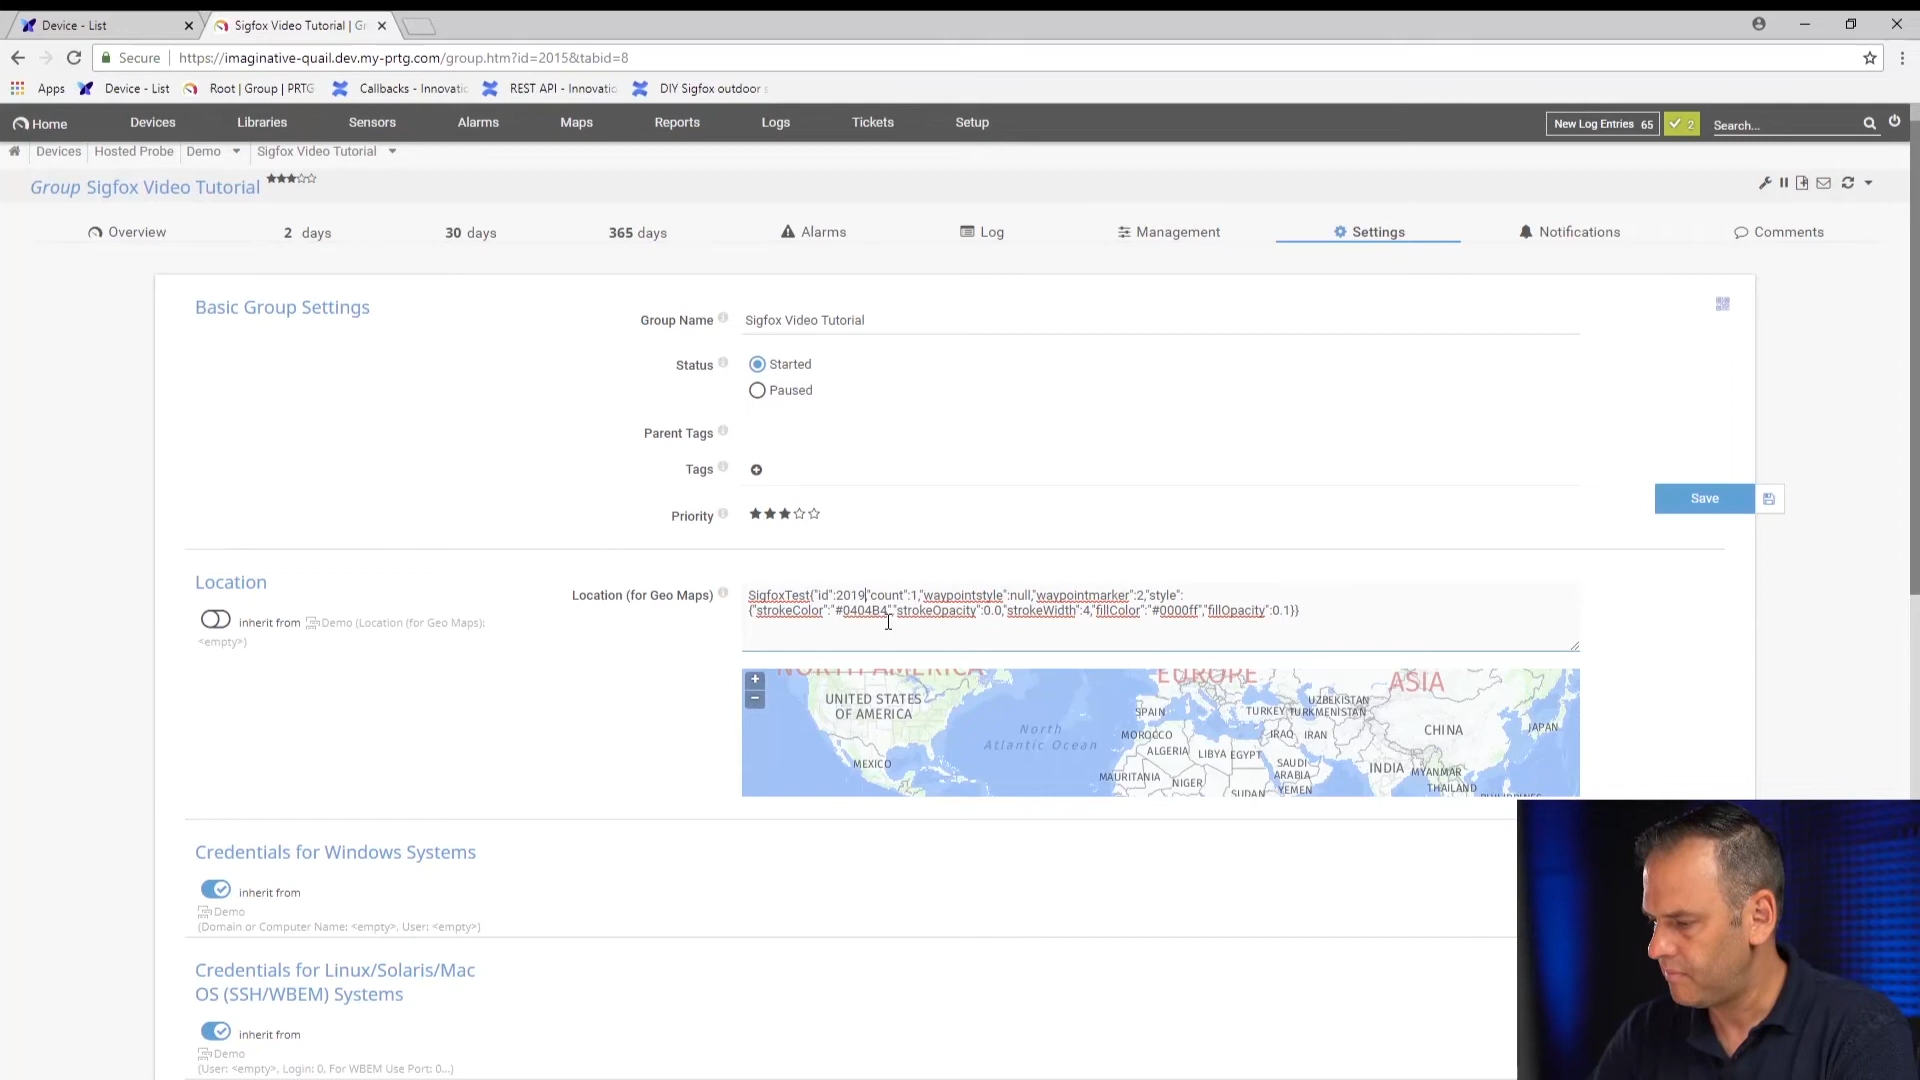 Device - List
Sigfox Video Tutorial | Gr
Secure
https://imaginative-quail.dev.my-prtg.com/group.htm?id=2015&tabid=8
Apps
Device - List
Root | Group | PRTG
Callbacks - Innovatic
REST API - Innovatio
DIY Sigfox outdoor s
Home
Devices
Libraries
Sensors
Alarms
Maps
Reports
Logs
Tickets
Setup
New Log Entries 65
2
Search...
Devices
Hosted Probe
Demo
Sigfox Video Tutorial
Group Sigfox Video Tutorial
Overview
2 days
30 days
365 days
Alarms
Log
Management
Settings
Notifications
Comments
Basic Group Settings
Group Name
Sigfox Video Tutorial
Status
Started
Paused
Parent Tags
Tags
Priority
Save
Location
inherit from Demo (Location (for Geo Maps):
<empty>)
Location (for Geo Maps)
SigfoxTest{"id":2019,"count":1,"waypointstyle":null,"waypointmarker":2,"style":
{"strokeColor":"#0404B4","strokeOpacity":0.0,"strokeWidth":4,"fillColor":"#0000ff","fillOpacity":0.1}}
+
−
NORTH AMERICA
EUROPE
ASIA
UNITED STATES
OF AMERICA
North
Atlantic Ocean
MEXICO
SPAIN
MOROCCO
ALGERIA
LIBYA
EGYPT
MAURITANIA
NIGER
SUDAN
TURKEY
UZBEKISTAN
TURKMENISTAN
IRAQ
IRAN
SAUDI
ARABIA
YEMEN
CHINA
JAPAN
INDIA
MYANMAR
THAILAND
Credentials for Windows Systems
inherit from
Demo
(Domain or Computer Name: <empty>, User: <empty>)
Credentials for Linux/Solaris/Mac
OS (SSH/WBEM) Systems
inherit from
Demo
(User: <empty>, Login: 0, For WBEM Use Port: 0...)